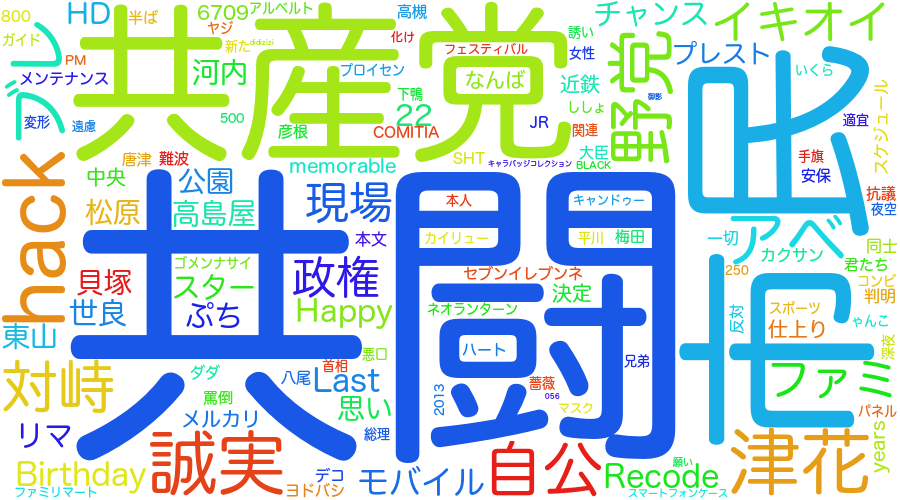 800
HD
半ば
6709
アルベルト
高槻
誘い
チャンス
イキオイ
ガイド
ヤジ
新た
didizizi
化け
フェスティバル
女性
プレスト
ブレ
PM
共産党
野党
いくら
メンテナンス
河内
プロイセン
なんば
近鉄
御影
スケジュール
変形
遠慮
500
彦根
下鴨
22
COMITIA
ししょ
JR
関連
適宜
唐津
難波
memorable
SHT
キャラバッジコレクション
大臣
BLACK
手旗
安保
hack
中央
公園
現場
共闘
本人
キャンドゥー
抗議
夜空
松原
高島屋
本文
カイリュー
平川
梅田
一切
アベ
同士
カクサン
君たち
貝塚
ゴメンナサイ
スター
政権
セブンイレブンネ
250
コンビ
判明
世良
ぷち
Happy
ネオランターン
決定
反対
スポーツ
仕上り
ゃんこ
東山
悪口
首相
ハート
兄弟
深夜
対峙
ダダ
八尾
Last
2013
薔薇
056
ファミ
罵倒
思い
マスク
パネル
リマ
メルカリ
総理
誠実
自公
津花
years
Birthday
デコ
ヨドバシ
モバイル
願い
Recode
ファミリマート
スマートフォンケース